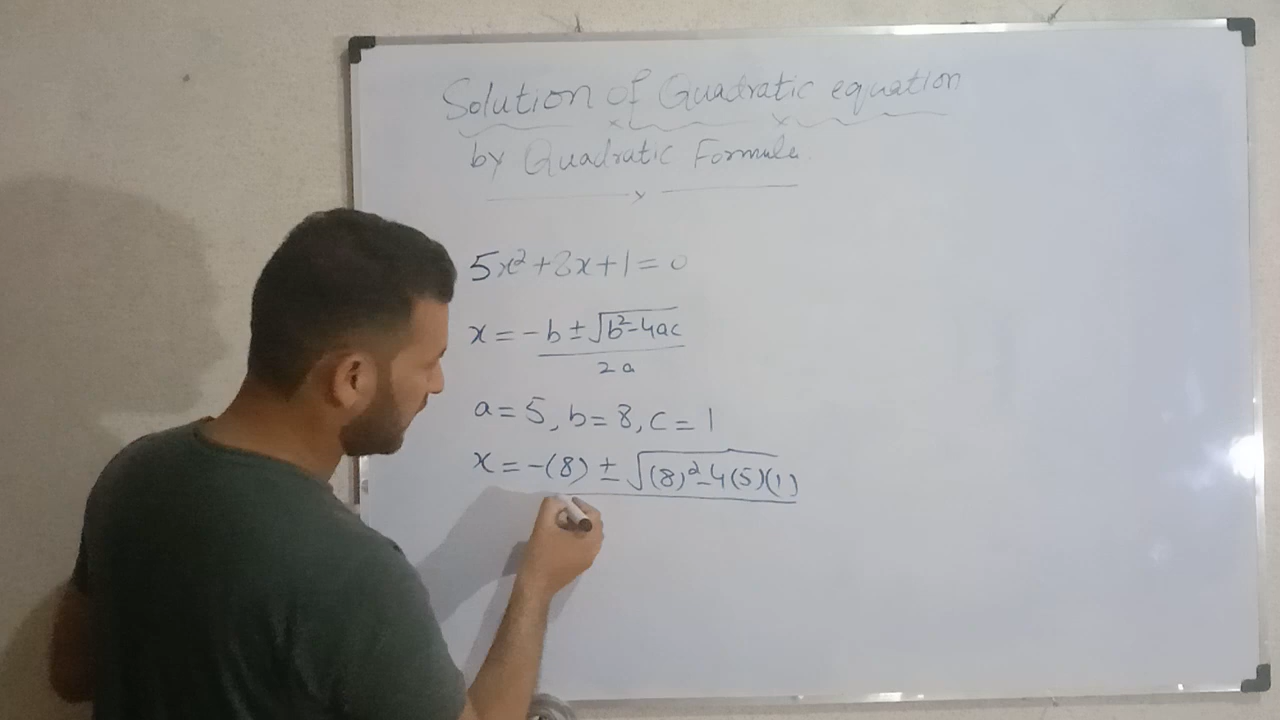 Solution of Quadratic equation
by Quadratic Formula.
5x²+8x+1=0
x = -b ± √b²-4ac
2a
a=5, b=8, c=1
x = -(8) ± √(8)²-4(5)(1)